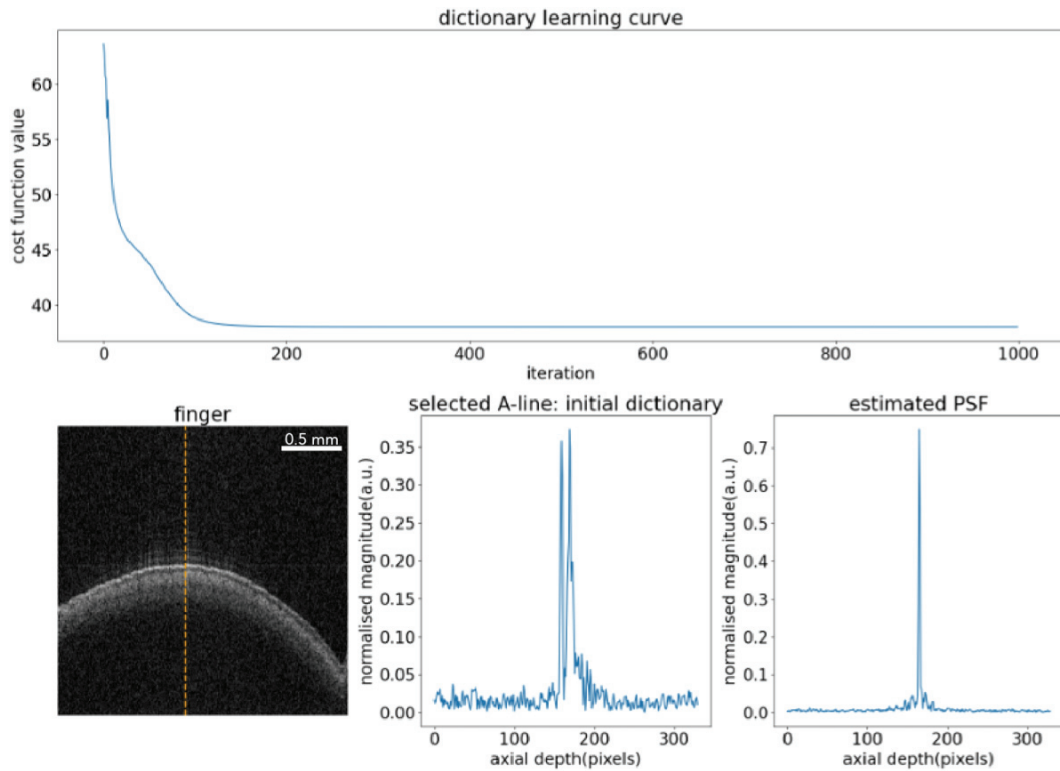 dictionary learning curve
cost function value
60
55
50
45
40
0 200 400 600 800 1000
iteration
finger
0.5 mm
selected A-line: initial dictionary
normalised magnitude(a.u.)
0.35
0.30
0.25
0.20
0.15
0.10
0.05
0.00
0 100 200 300
axial depth(pixels)
estimated PSF
normalised magnitude(a.u.)
0.7
0.6
0.5
0.4
0.3
0.2
0.1
0.0
0 100 200 300
axial depth(pixels)